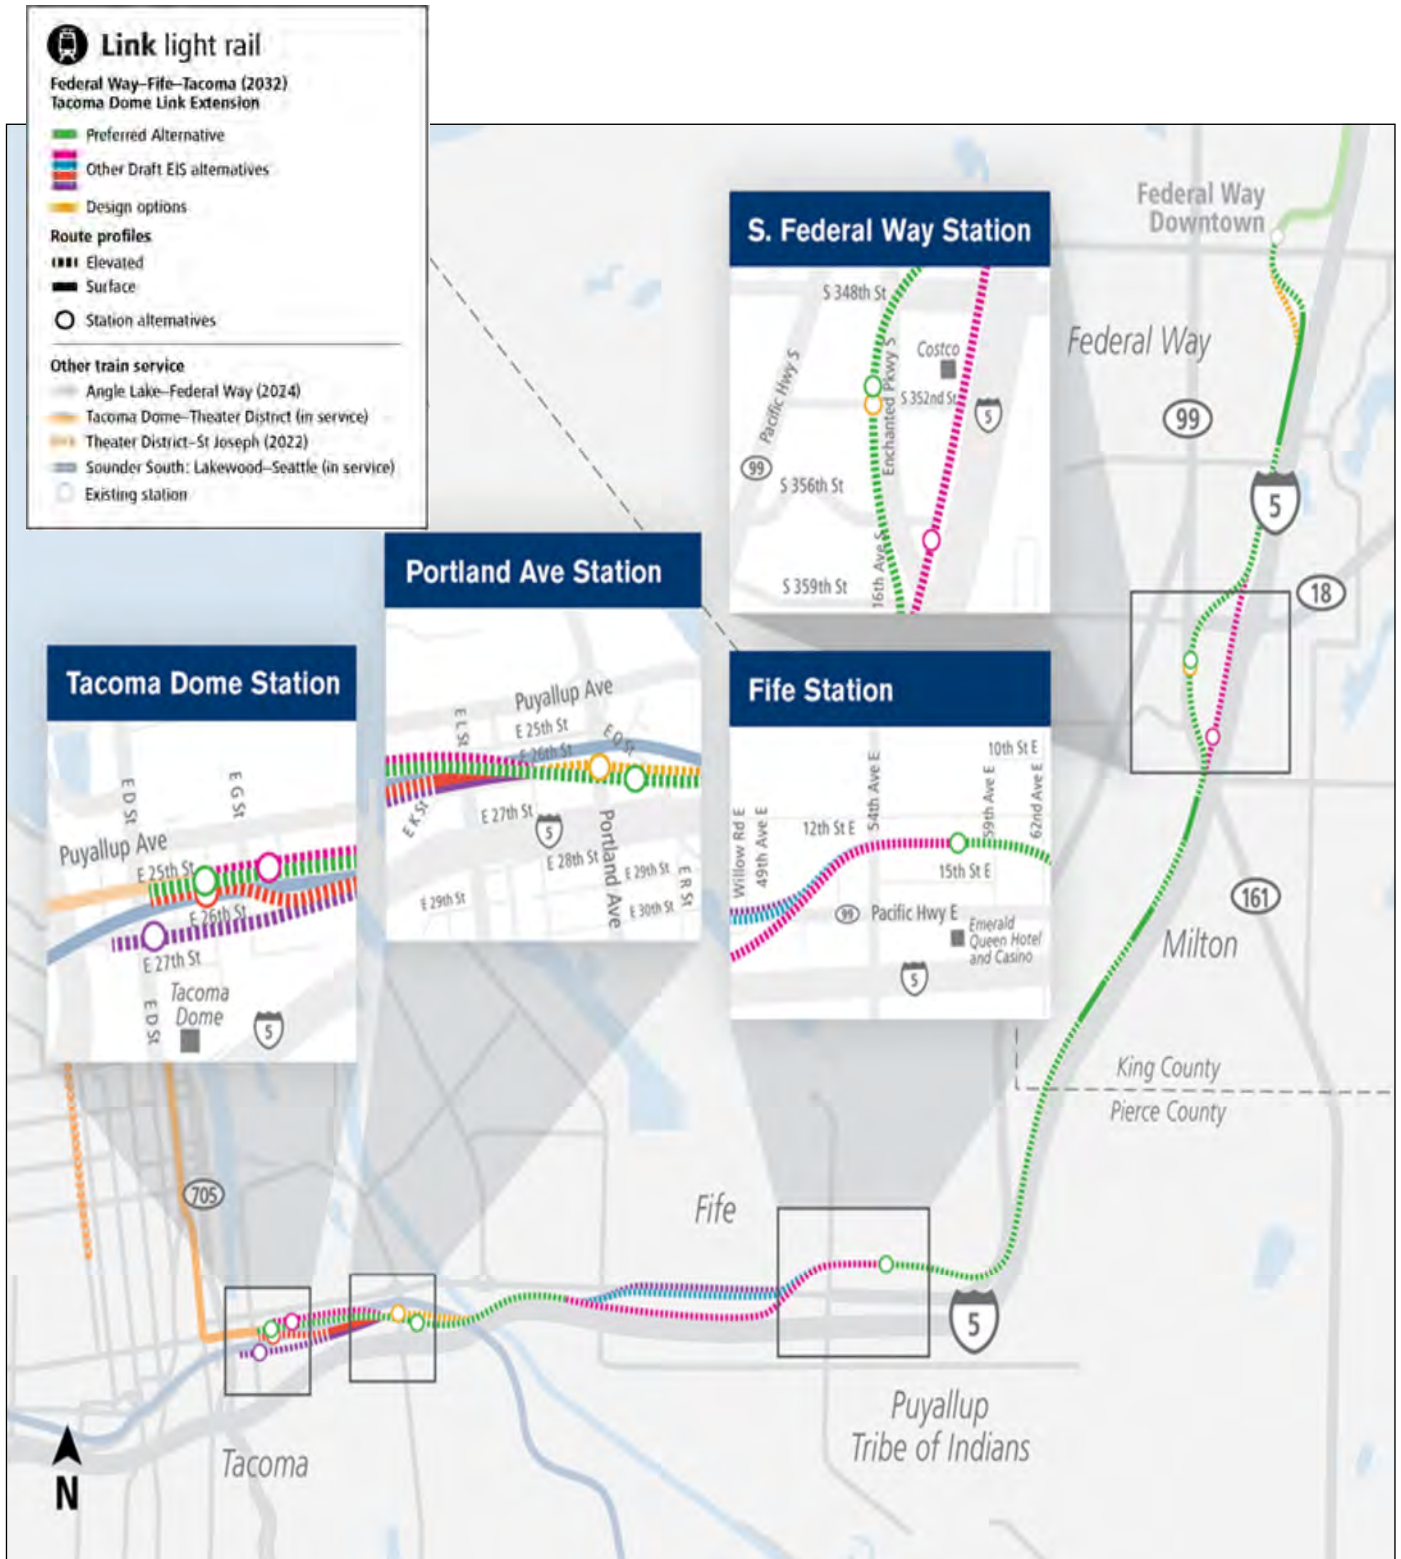 Link light rail
Federal Way–Fife–Tacoma (2032)
Tacoma Dome Link Extension
Preferred Alternative
Other Draft EIS alternatives
Design options
Route profiles
Elevated
Surface
Station alternatives
Other train service
Angle Lake–Federal Way (2024)
Tacoma Dome–Theater District (in service)
Theater District–St Joseph (2022)
Sounder South: Lakewood–Seattle (in service)
Existing station
Federal Way
Downtown
Federal Way
99
5
18
161
Milton
King County
Pierce County
S. Federal Way Station
S 348th St
Pacific Hwy S
Enchanted Pkwy S
Costco
S 352nd St
5
99
S 356th St
16th Ave S
S 359th St
Portland Ave Station
Puyallup Ave
E L St
E 25th St
E 26th St
E Q St
E K St
E 27th St
5
Portland Ave
E 28th St
E 29th St
E R St
E 29th St
E 30th St
Fife Station
10th St E
54th Ave E
59th Ave E
62nd Ave E
Willow Rd E
49th Ave E
12th St E
15th St E
99
Pacific Hwy E
Emerald
Queen Hotel
and Casino
5
Tacoma Dome Station
E D St
E G St
Puyallup Ave
E 25th St
E 26th St
E 27th St
E D St
Tacoma
Dome
5
705
Fife
5
Puyallup
Tribe of Indians
Tacoma
N